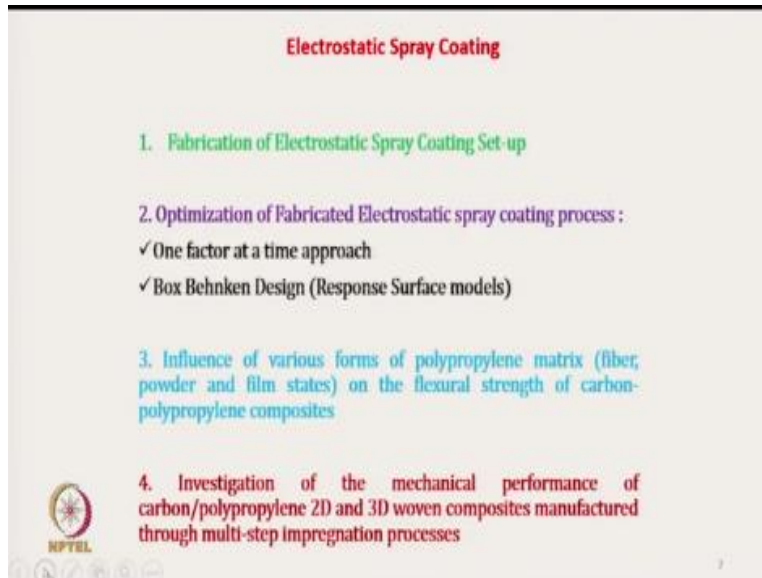 Electrostatic Spray Coating
1. Fabrication of Electrostatic Spray Coating Set-up
2. Optimization of Fabricated Electrostatic spray coating process :
✓One factor at a time approach
✓Box Behnken Design (Response Surface models)
3. Influence of various forms of polypropylene matrix (fiber,
powder and film states) on the flexural strength of carbon-
polypropylene composites
4. Investigation of the mechanical performance of
carbon/polypropylene 2D and 3D woven composites manufactured
through multi-step impregnation processes
NPTEL